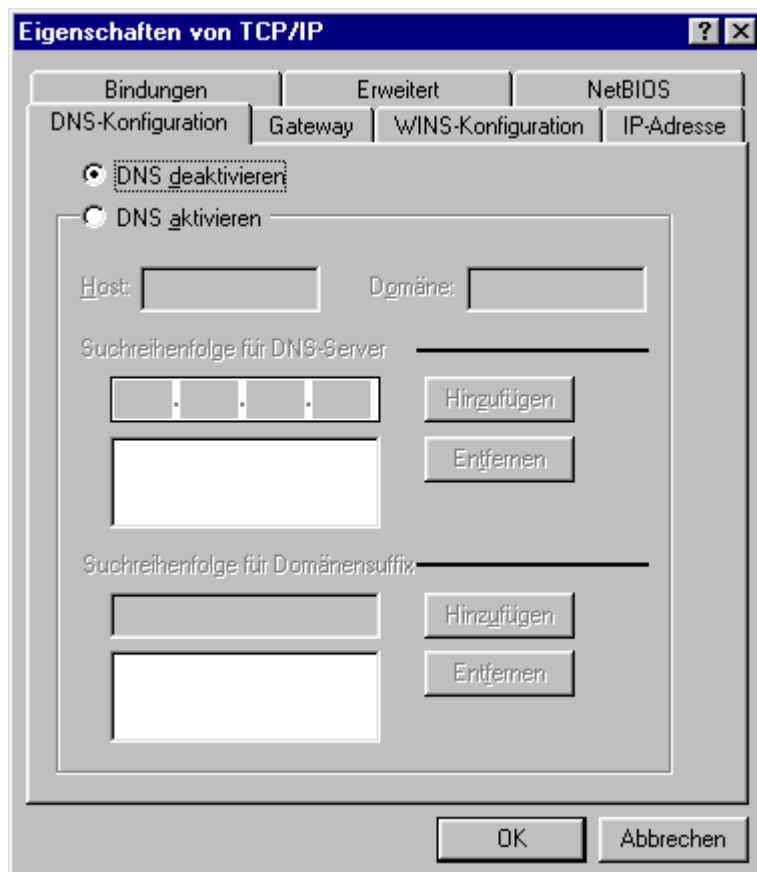 Eigenschaften von TCP/IP
Bindungen Erweitert NetBIOS
DNS-Konfiguration Gateway WINS-Konfiguration IP-Adresse
DNS deaktivieren
DNS aktivieren
Host: Domäne:
Suchreihenfolge für DNS-Server
. . . Hinzufügen
Entfernen
Suchreihenfolge für Domänensuffix
Hinzufügen
Entfernen
OK Abbrechen